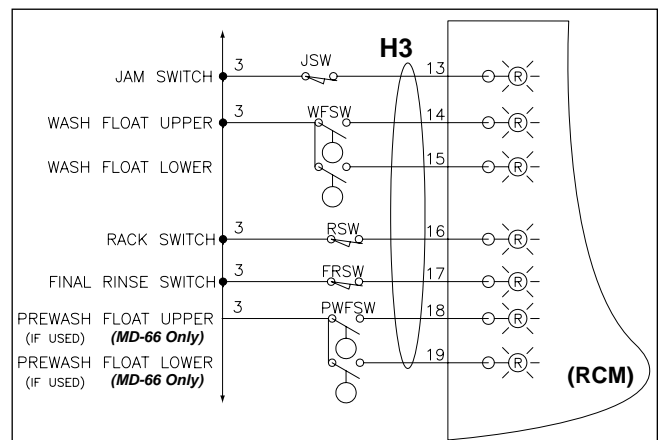 H3
JAM SWITCH 3 JSW 13 R
WASH FLOAT UPPER 3 WFSW 14 R
WASH FLOAT LOWER 15 R
RACK SWITCH 3 RSW 16 R
FINAL RINSE SWITCH 3 FRSW 17 R
PREWASH FLOAT UPPER 3 PWFSW 18 R
(IF USED) (MD-66 Only)
PREWASH FLOAT LOWER 19 R
(IF USED) (MD-66 Only)
(RCM)